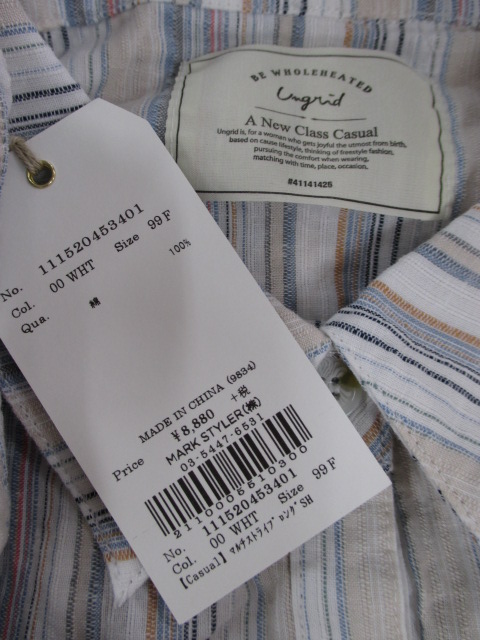 BE WHOLEHEATED
Ungrid
A New Class Casual
Ungrid is, for a woman who gets joyful the utmost from birth.
based on cause lifestyle, thinking of freestyle fashion,
pursuing the comfort when wearing,
matching with time, place, occasion.
#41141425
No. 111520453401
Col. 00 WHT Size 99 F
Qua. 綿 100%
MADE IN CHINA (9834)
Price ¥8,880 +税
MARK STYLER(株)
03-5447-6531
2110005510300
No. 111520453401
Col. 00 WHT Size 99 F
【Casual】マルチストライプロングSH